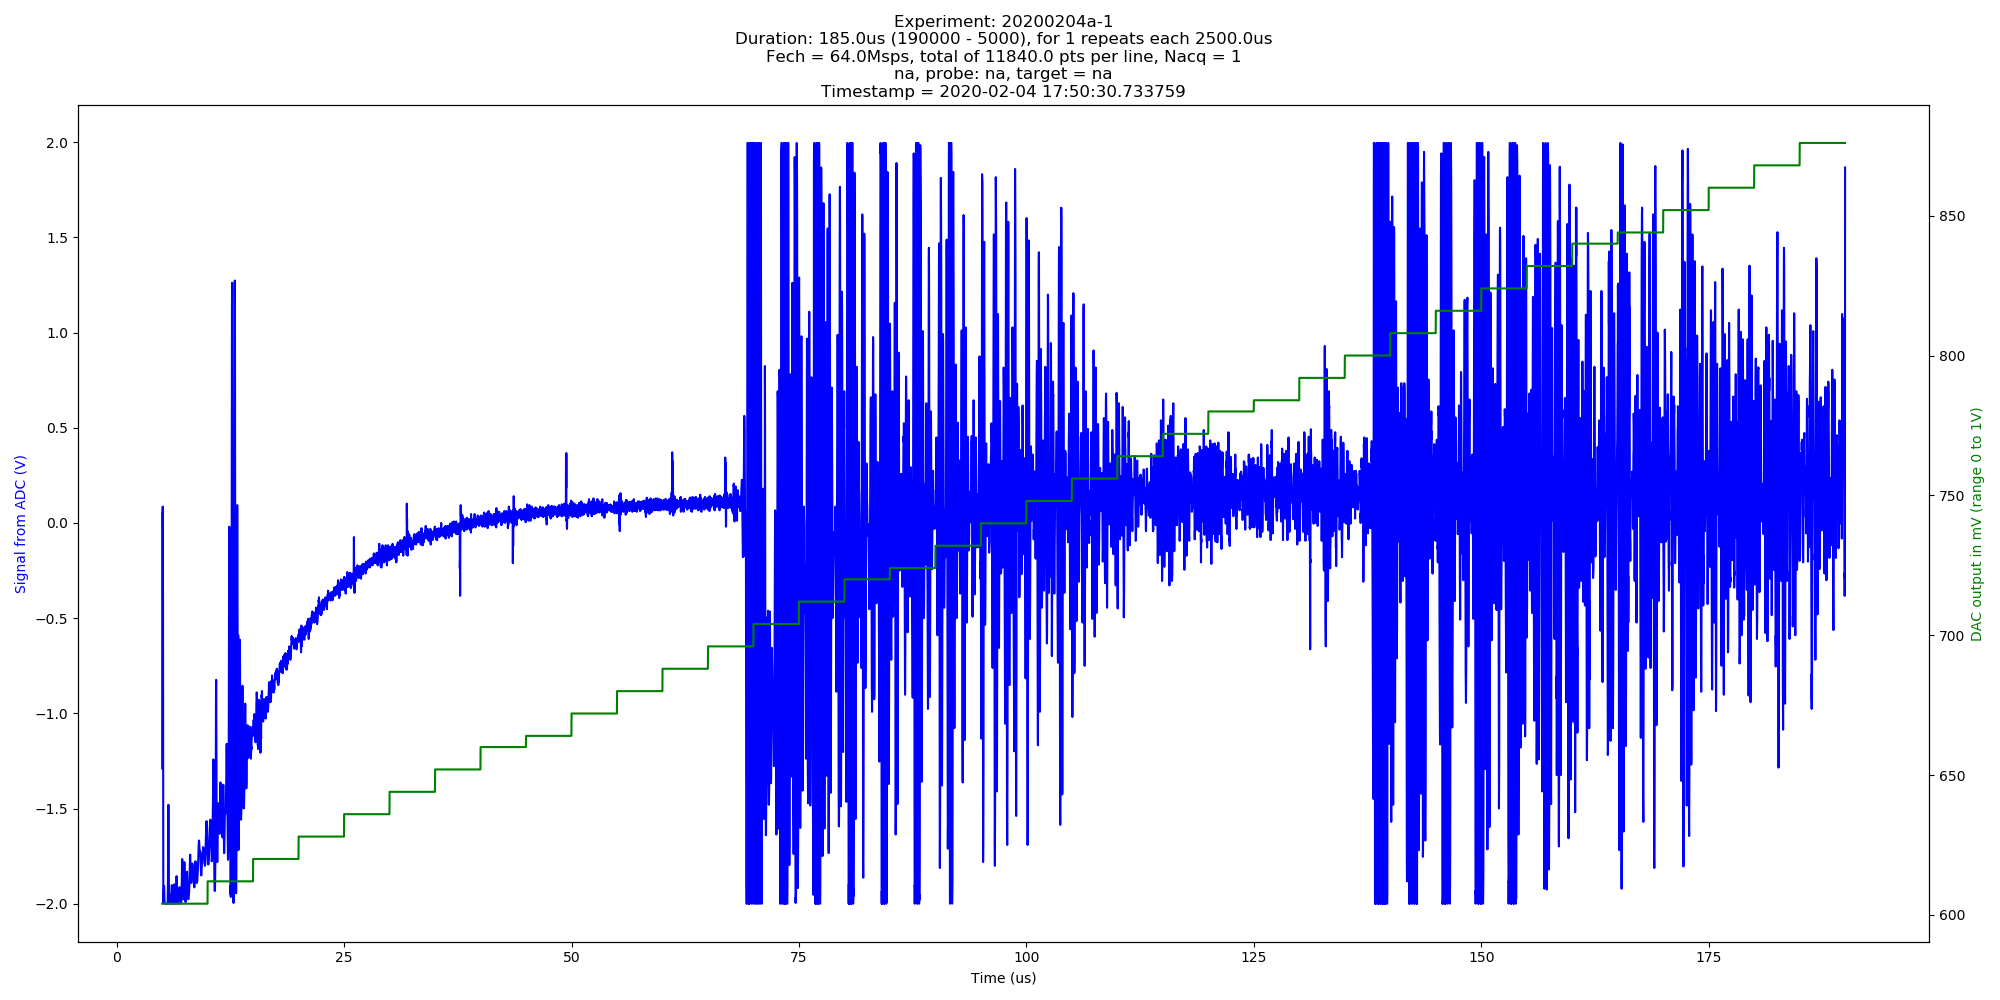 Experiment: 20200204a-1
Duration: 185.0us (190000 - 5000), for 1 repeats each 2500.0us
Fech = 64.0Msps, total of 11840.0 pts per line, Nacq = 1
na, probe: na, target = na
Timestamp = 2020-02-04 17:50:30.733759
Signal from ADC (V)
2.0
1.5
1.0
0.5
0.0
−0.5
−1.0
−1.5
−2.0
850
800
750
700
650
600
DAC output in mV (range 0 to 1V)
0 25 50 75 100 125 150 175
Time (us)